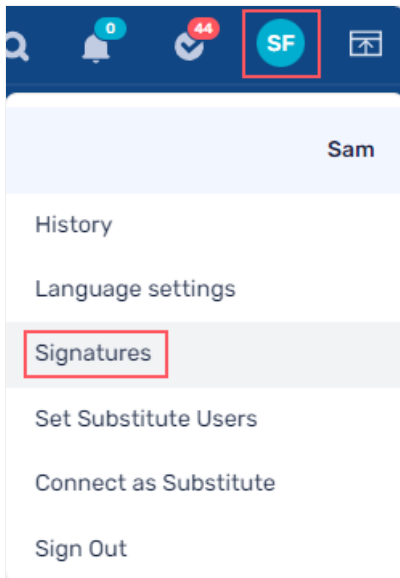 0 44 SF
Sam
History
Language settings
Signatures
Set Substitute Users
Connect as Substitute
Sign Out